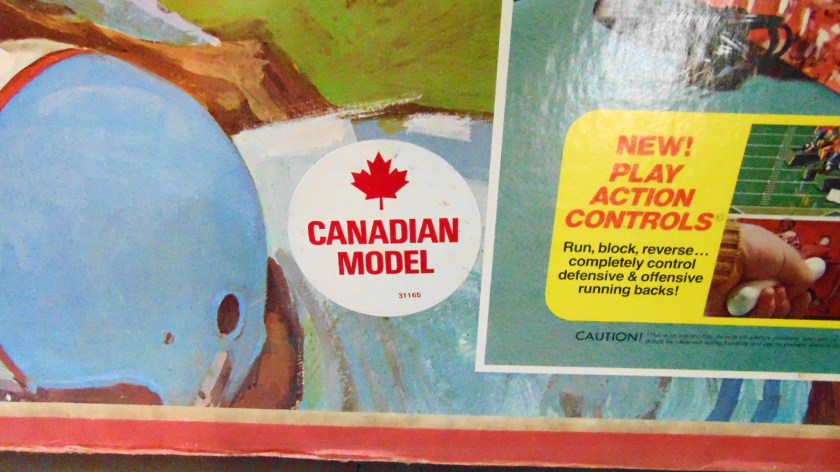 CANADIAN
MODEL
31165
NEW!
PLAY
ACTION
CONTROLS®
Run, block, reverse...
completely control
defensive & offensive
running backs!
CAUTION!